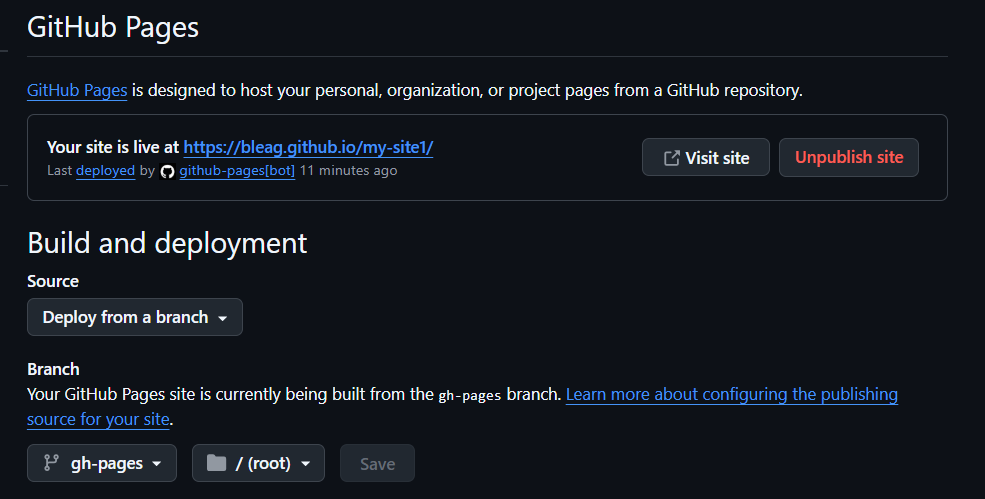 GitHub Pages
GitHub Pages is designed to host your personal, organization, or project pages from a GitHub repository.
Your site is live at https://bleag.github.io/my-site1/
Last deployed by github-pages[bot] 11 minutes ago
Visit site
Unpublish site
Build and deployment
Source
Deploy from a branch
Branch
Your GitHub Pages site is currently being built from the gh-pages branch. Learn more about configuring the publishing
source for your site.
gh-pages
/ (root)
Save